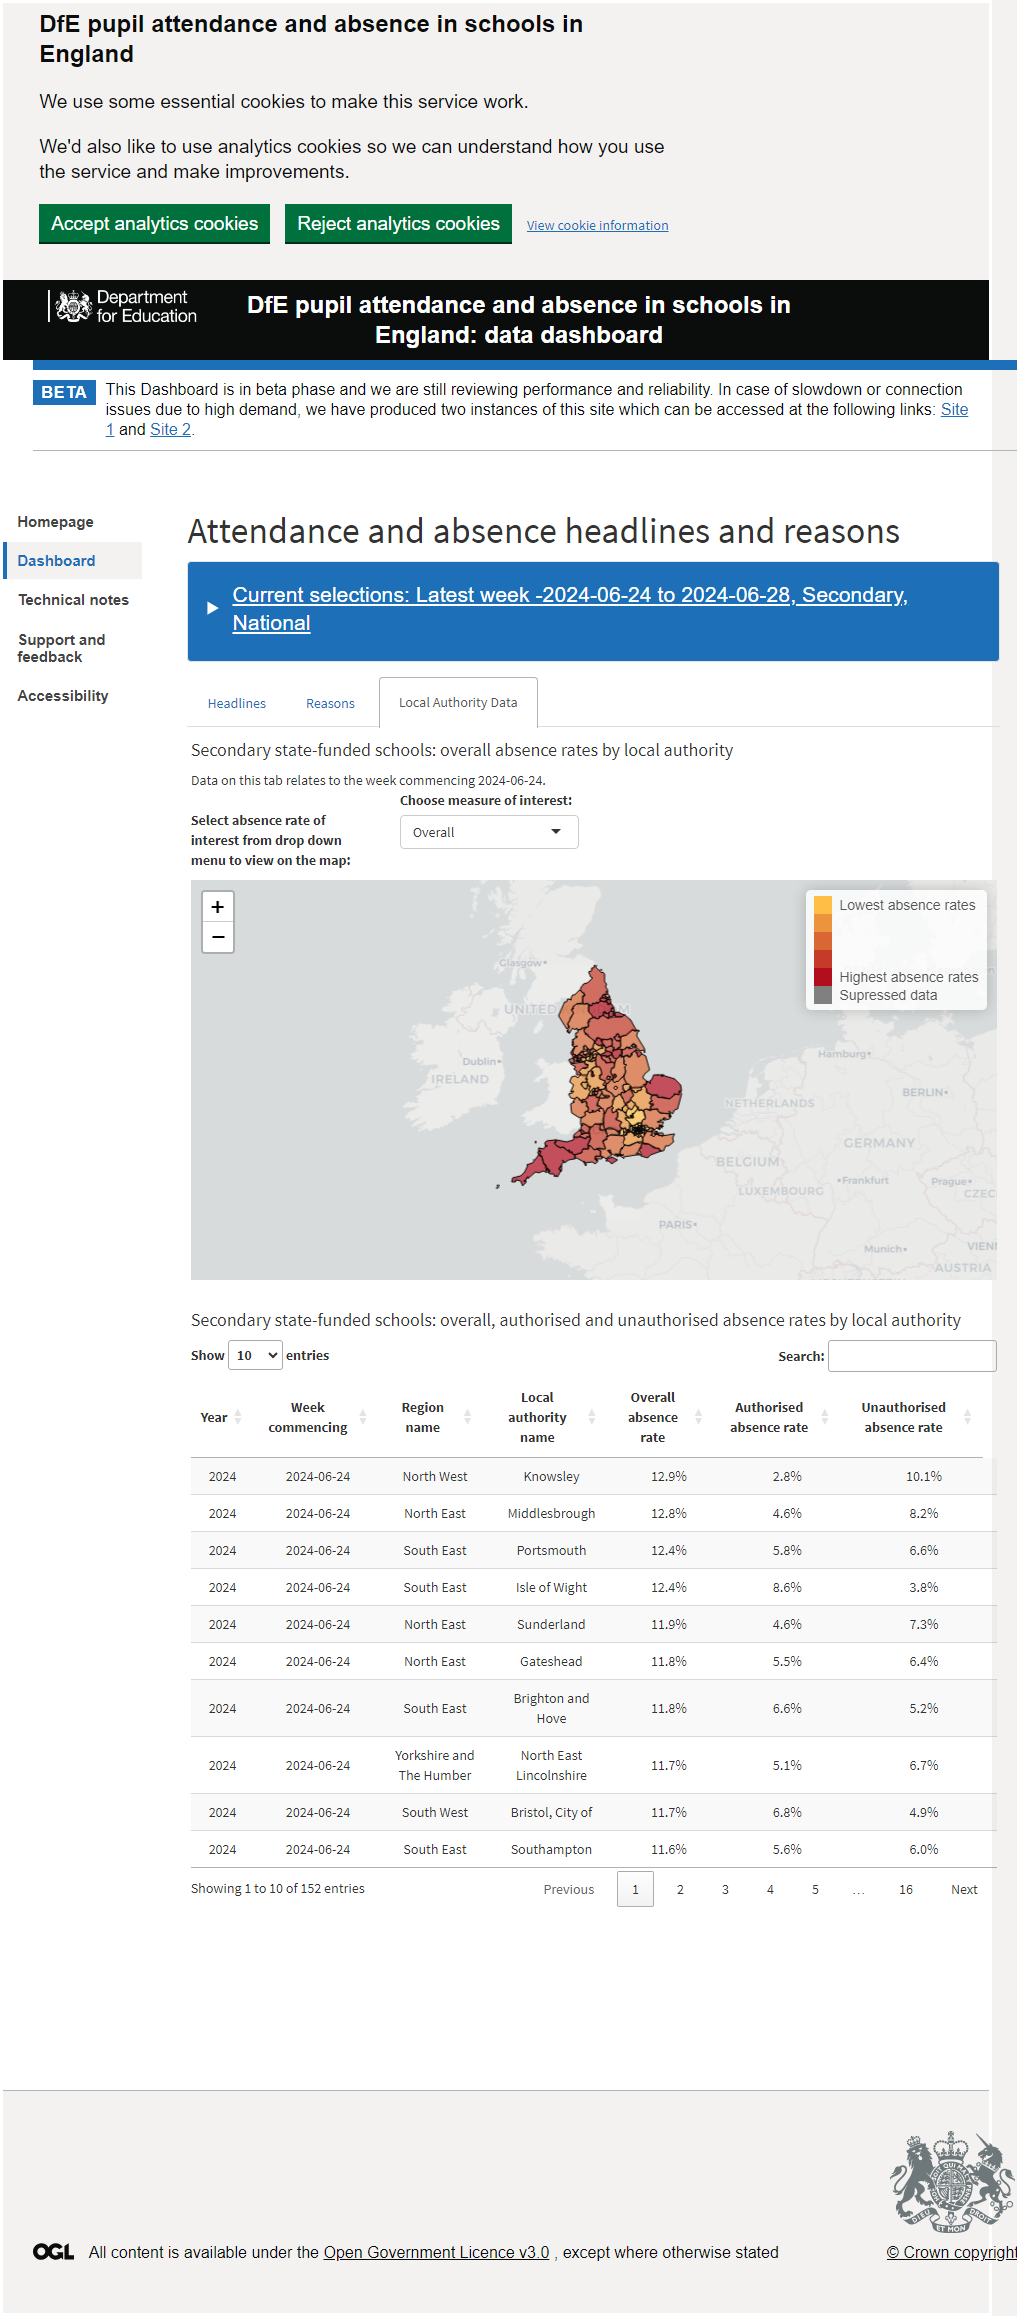 DfE pupil attendance and absence in schools in
England
We use some essential cookies to make this service work.
We'd also like to use analytics cookies so we can understand how you use
the service and make improvements.
Accept analytics cookies Reject analytics cookies View cookie information
Department
for Education
DfE pupil attendance and absence in schools in
England: data dashboard
BETA This Dashboard is in beta phase and we are still reviewing performance and reliability. In case of slowdown or connection
issues due to high demand, we have produced two instances of this site which can be accessed at the following links: Site
1 and Site 2.
Homepage
Dashboard
Technical notes
Support and
feedback
Accessibility
Attendance and absence headlines and reasons
Current selections: Latest week -2024-06-24 to 2024-06-28, Secondary,
National
Headlines Reasons Local Authority Data
Secondary state-funded schools: overall absence rates by local authority
Data on this tab relates to the week commencing 2024-06-24.
Select absence rate of
interest from drop down
menu to view on the map:
Choose measure of interest:
Overall
+
−
Lowest absence rates
Highest absence rates
Supressed data
Glasgow
UNITED KINGDOM
Dublin
IRELAND
Hamburg
BERLIN
NETHERLANDS
GERMANY
BELGIUM
Frankfurt
Prague
LUXEMBOURG
CZEC
PARIS
Munich
VIENN
AUSTRIA
Secondary state-funded schools: overall, authorised and unauthorised absence rates by local authority
Show 10 entries Search:
Year Week commencing Region name Local authority name Overall absence rate Authorised absence rate Unauthorised absence rate
2024 2024-06-24 North West Knowsley 12.9% 2.8% 10.1%
2024 2024-06-24 North East Middlesbrough 12.8% 4.6% 8.2%
2024 2024-06-24 South East Portsmouth 12.4% 5.8% 6.6%
2024 2024-06-24 South East Isle of Wight 12.4% 8.6% 3.8%
2024 2024-06-24 North East Sunderland 11.9% 4.6% 7.3%
2024 2024-06-24 North East Gateshead 11.8% 5.5% 6.4%
2024 2024-06-24 South East Brighton and Hove 11.8% 6.6% 5.2%
2024 2024-06-24 Yorkshire and The Humber North East Lincolnshire 11.7% 5.1% 6.7%
2024 2024-06-24 South West Bristol, City of 11.7% 6.8% 4.9%
2024 2024-06-24 South East Southampton 11.6% 5.6% 6.0%
Showing 1 to 10 of 152 entries Previous 1 2 3 4 5 … 16 Next
DIEU ET MON DROIT
OGL All content is available under the Open Government Licence v3.0 , except where otherwise stated
© Crown copyright